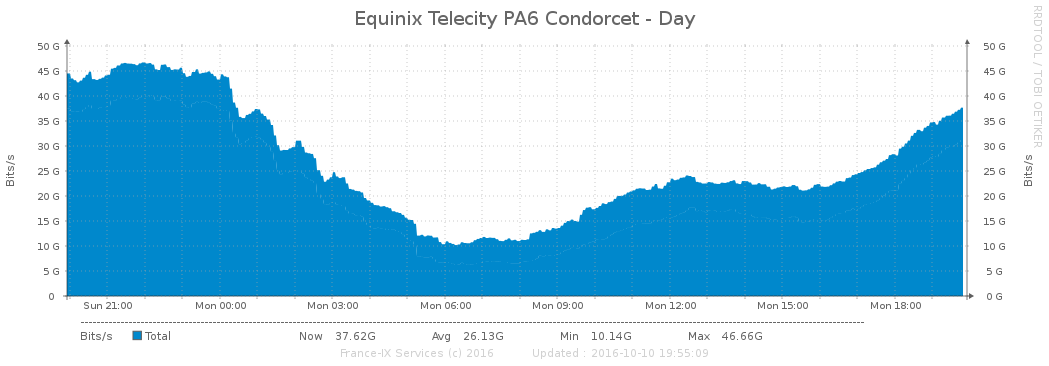 Equinix Telecity PA6 Condorcet - Day
RRDTOOL / TOBI OETIKER
Bits/s
50 G
45 G
40 G
35 G
30 G
25 G
20 G
15 G
10 G
5 G
0
50 G
45 G
40 G
35 G
30 G
25 G
20 G
15 G
10 G
5 G
0 G
Bits/s
Sun 21:00 Mon 00:00 Mon 03:00 Mon 06:00 Mon 09:00 Mon 12:00 Mon 15:00 Mon 18:00
Bits/s Total Now 37.62G Avg 26.13G Min 10.14G Max 46.66G
France-IX Services (c) 2016 Updated : 2016-10-10 19:55:09